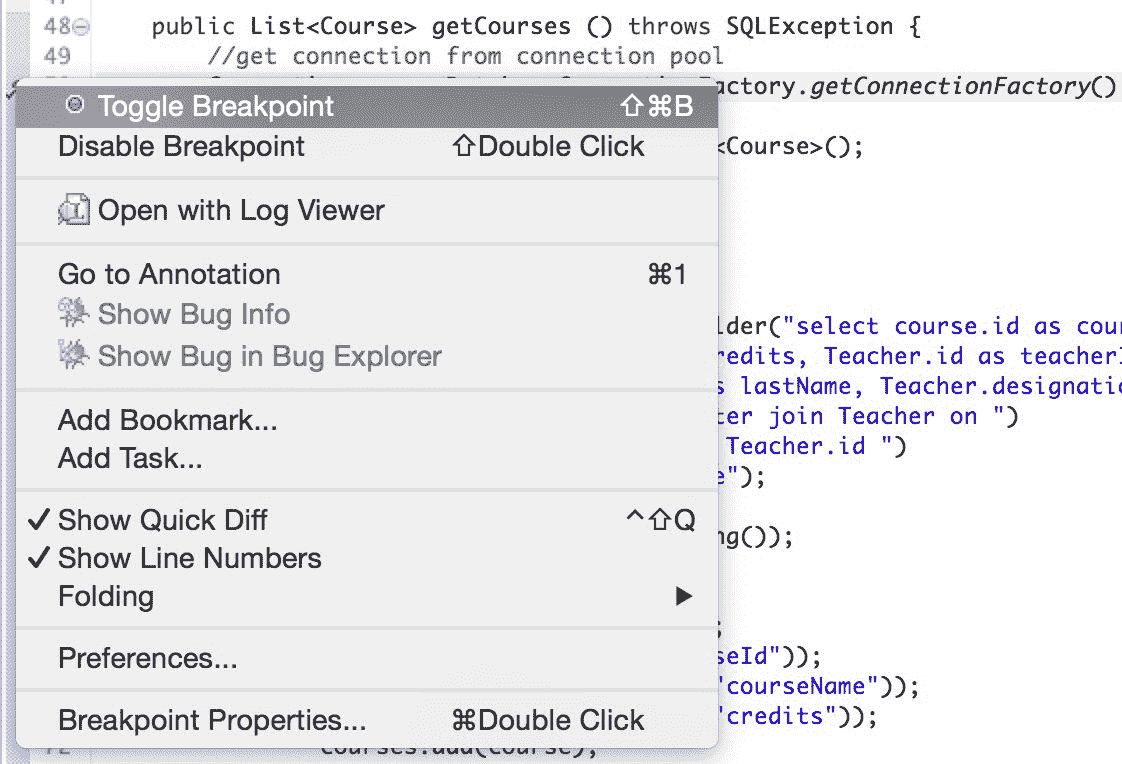 48 public List<Course> getCourses () throws SQLException {
49 //get connection from connection pool
actory.getConnectionFactory()
Toggle Breakpoint ⇧⌘B
Disable Breakpoint ⇧Double Click
<Course>();
Open with Log Viewer
Go to Annotation ⌘1
Show Bug Info
lder("select course.id as cour
Show Bug in Bug Explorer
redits, Teacher.id as teacherI
s lastName, Teacher.designatio
Add Bookmark...
ter join Teacher on ")
Add Task...
Teacher.id ")
e");
✓ Show Quick Diff ^⇧Q
ng());
✓ Show Line Numbers
Folding ▶
;
Preferences...
seId"));
"courseName"));
Breakpoint Properties... ⌘Double Click
"credits"));
72 courses.add(course);